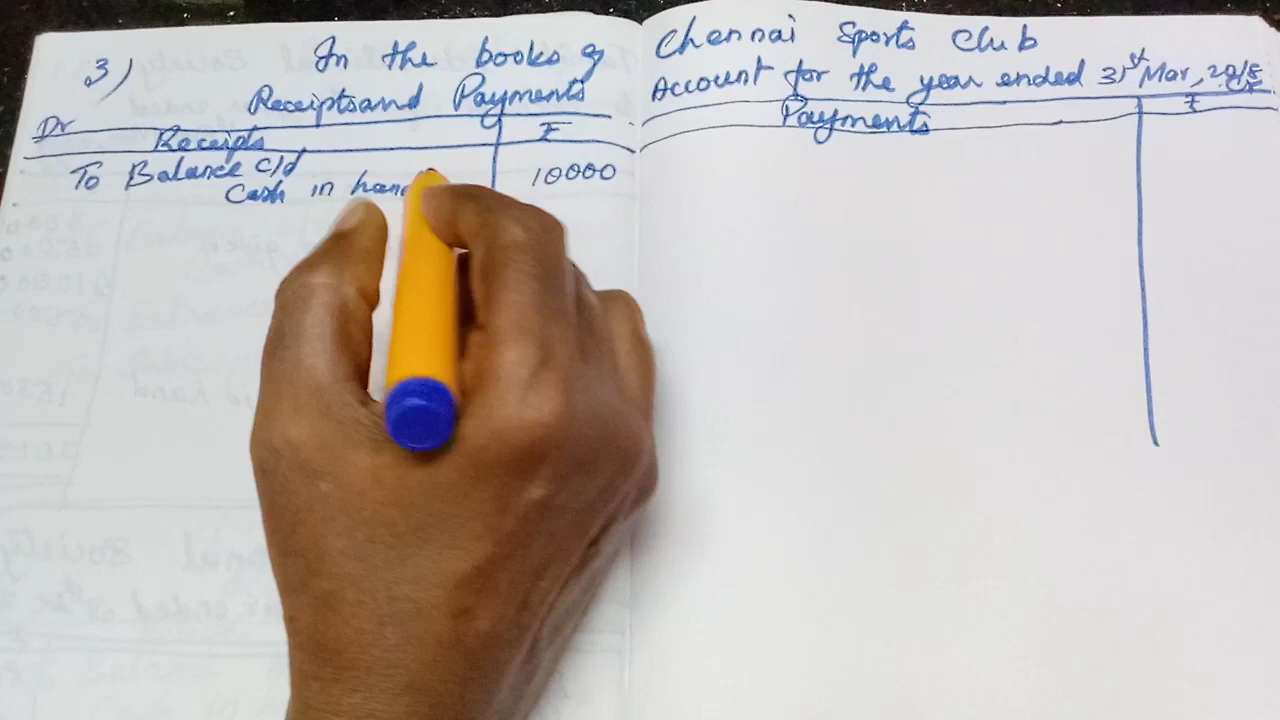 3)
In the books of Chennai Sports Club
Receipts and Payments Account for the year ended 31st Mar,
Dr Receipts ₹ Payments ₹
To Balance c/d 10000
Cash in hand